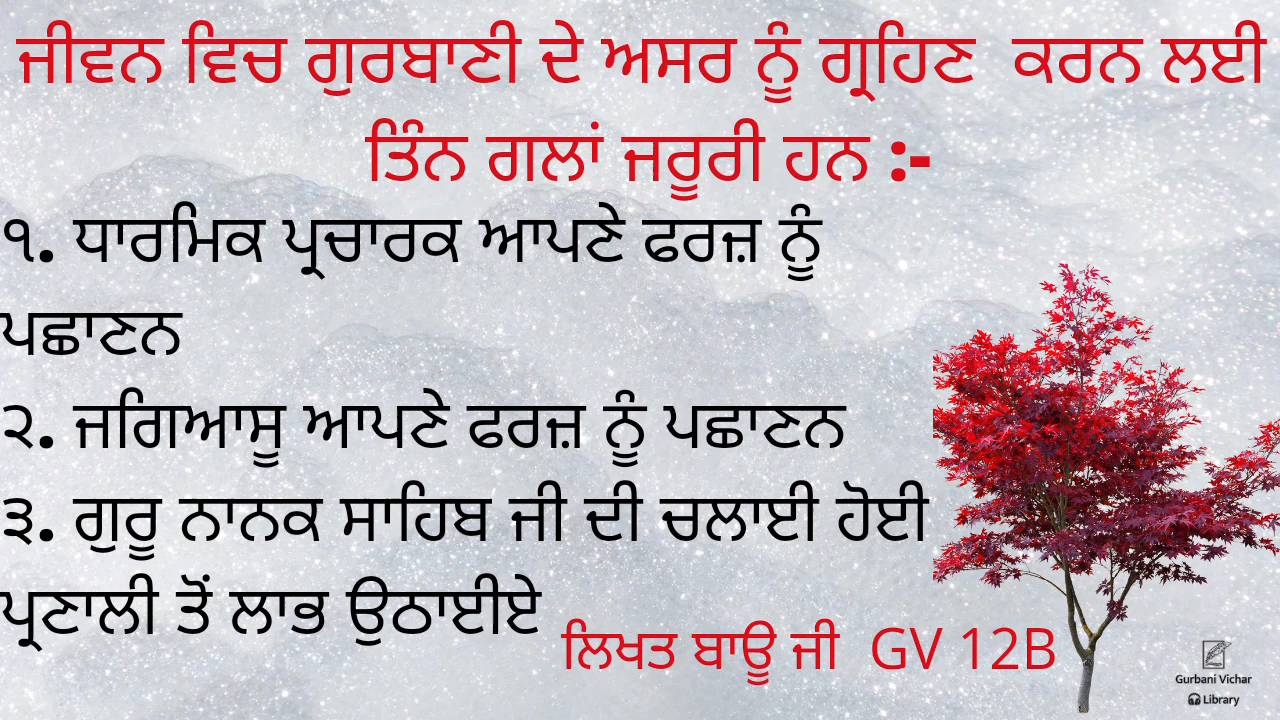 ਜੀਵਨ ਵਿਚ ਗੁਰਬਾਣੀ ਦੇ ਅਸਰ ਨੂੰ ਗ੍ਰਹਿਣ ਕਰਨ ਲਈ
ਤਿੰਨ ਗਲਾਂ ਜਰੂਰੀ ਹਨ :-
੧. ਧਾਰਮਿਕ ਪ੍ਰਚਾਰਕ ਆਪਣੇ ਫਰਜ਼ ਨੂੰ
ਪਛਾਣਨ
੨. ਜਗਿਆਸੂ ਆਪਣੇ ਫਰਜ਼ ਨੂੰ ਪਛਾਣਨ
੩. ਗੁਰੂ ਨਾਨਕ ਸਾਹਿਬ ਜੀ ਦੀ ਚਲਾਈ ਹੋਈ
ਪ੍ਰਣਾਲੀ ਤੋਂ ਲਾਭ ਉਠਾਈਏ
ਲਿਖਤ ਬਾਊ ਜੀ GV 12B
Gurbani Vichar
Library